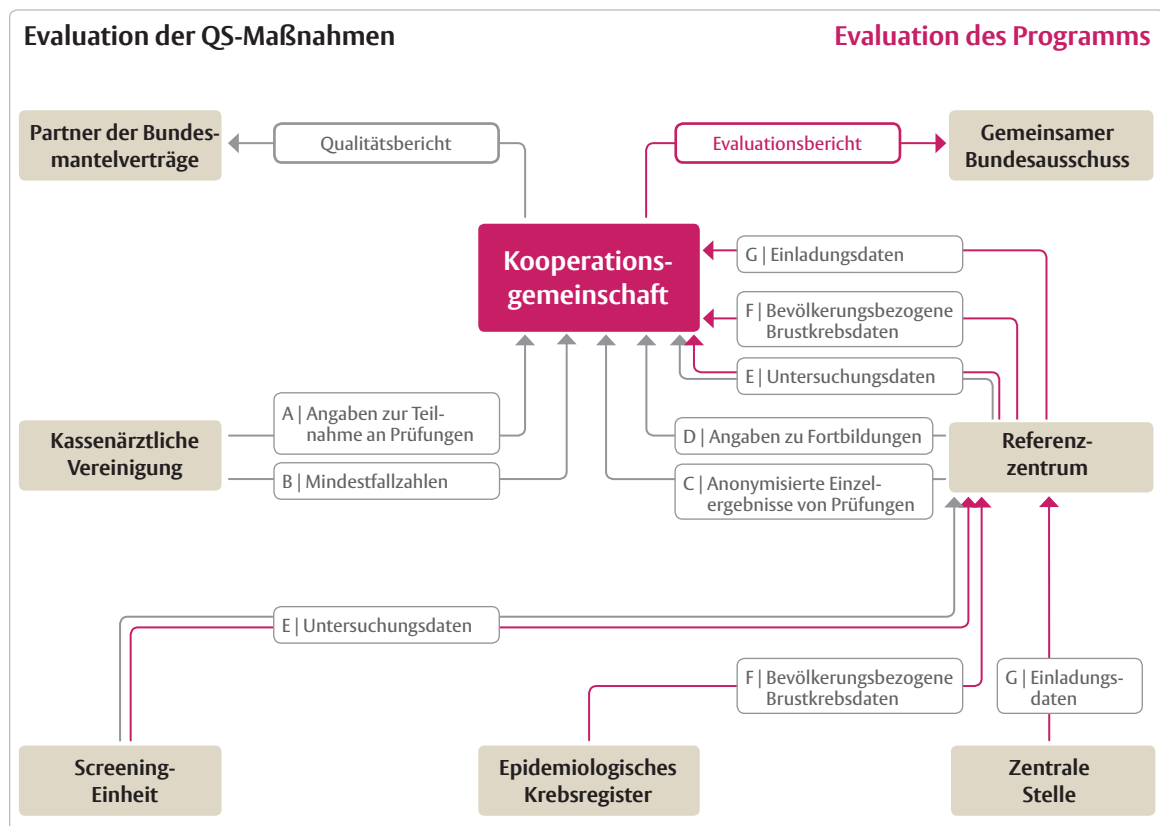 Evaluation der QS-Maßnahmen
Evaluation des Programms
Partner der Bundes-
mantelverträge
Qualitätsbericht
Evaluationsbericht
Gemeinsamer
Bundesausschuss
Kooperations-
gemeinschaft
G | Einladungsdaten
F | Bevölkerungsbezogene
Brustkrebsdaten
E | Untersuchungsdaten
A | Angaben zur Teil-
nahme an Prüfungen
B | Mindestfallzahlen
Kassenärztliche
Vereinigung
D | Angaben zu Fortbildungen
C | Anonymisierte Einzel-
ergebnisse von Prüfungen
Referenz-
zentrum
E | Untersuchungsdaten
F | Bevölkerungsbezogene
Brustkrebsdaten
G | Einladungs-
daten
Screening-
Einheit
Epidemiologisches
Krebsregister
Zentrale
Stelle